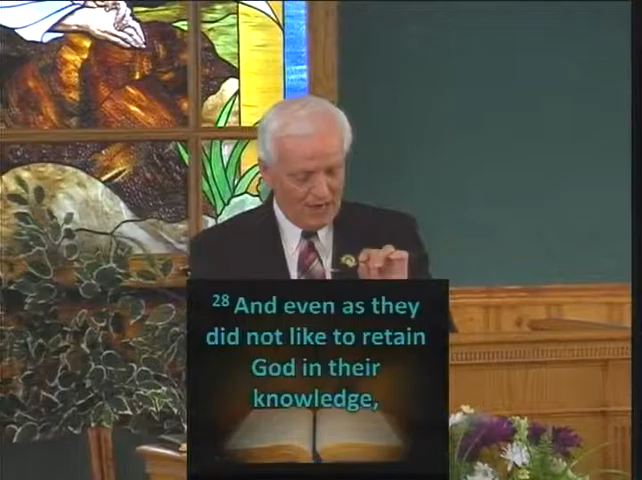 28 And even as they
did not like to retain
God in their
knowledge,